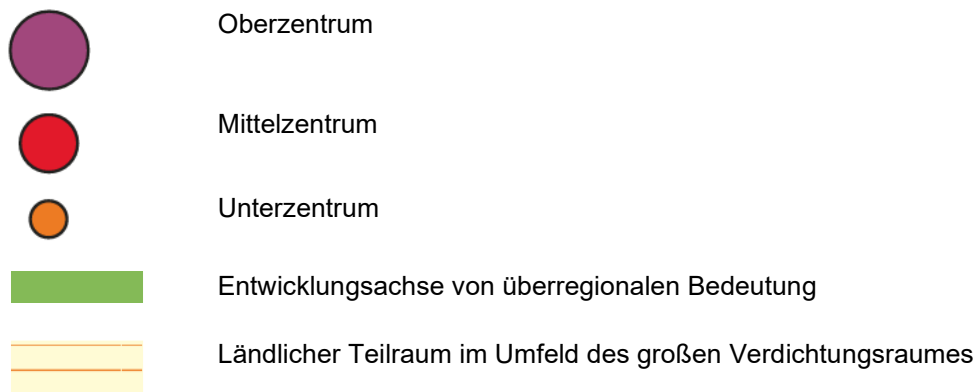 Oberzentrum
Mittelzentrum
Unterzentrum
Entwicklungsachse von überregionalen Bedeutung
Ländlicher Teilraum im Umfeld des großen Verdichtungsraumes